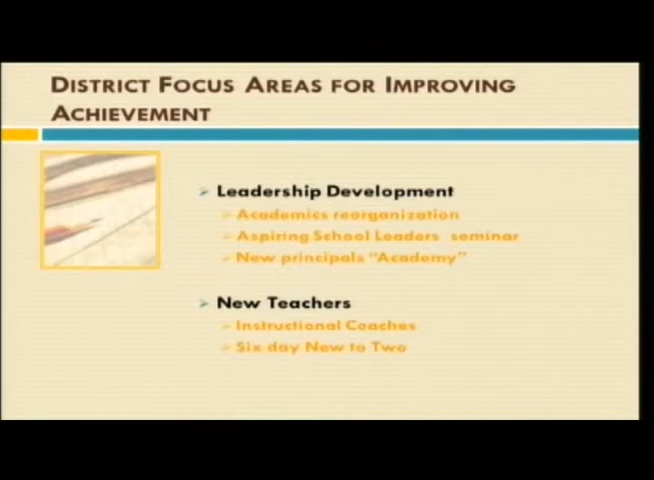 DISTRICT FOCUS AREAS FOR IMPROVING
ACHIEVEMENT
Leadership Development
Academics reorganization
Aspiring School Leaders seminar
New principals “Academy”
New Teachers
Instructional Coaches
Six day New to Two